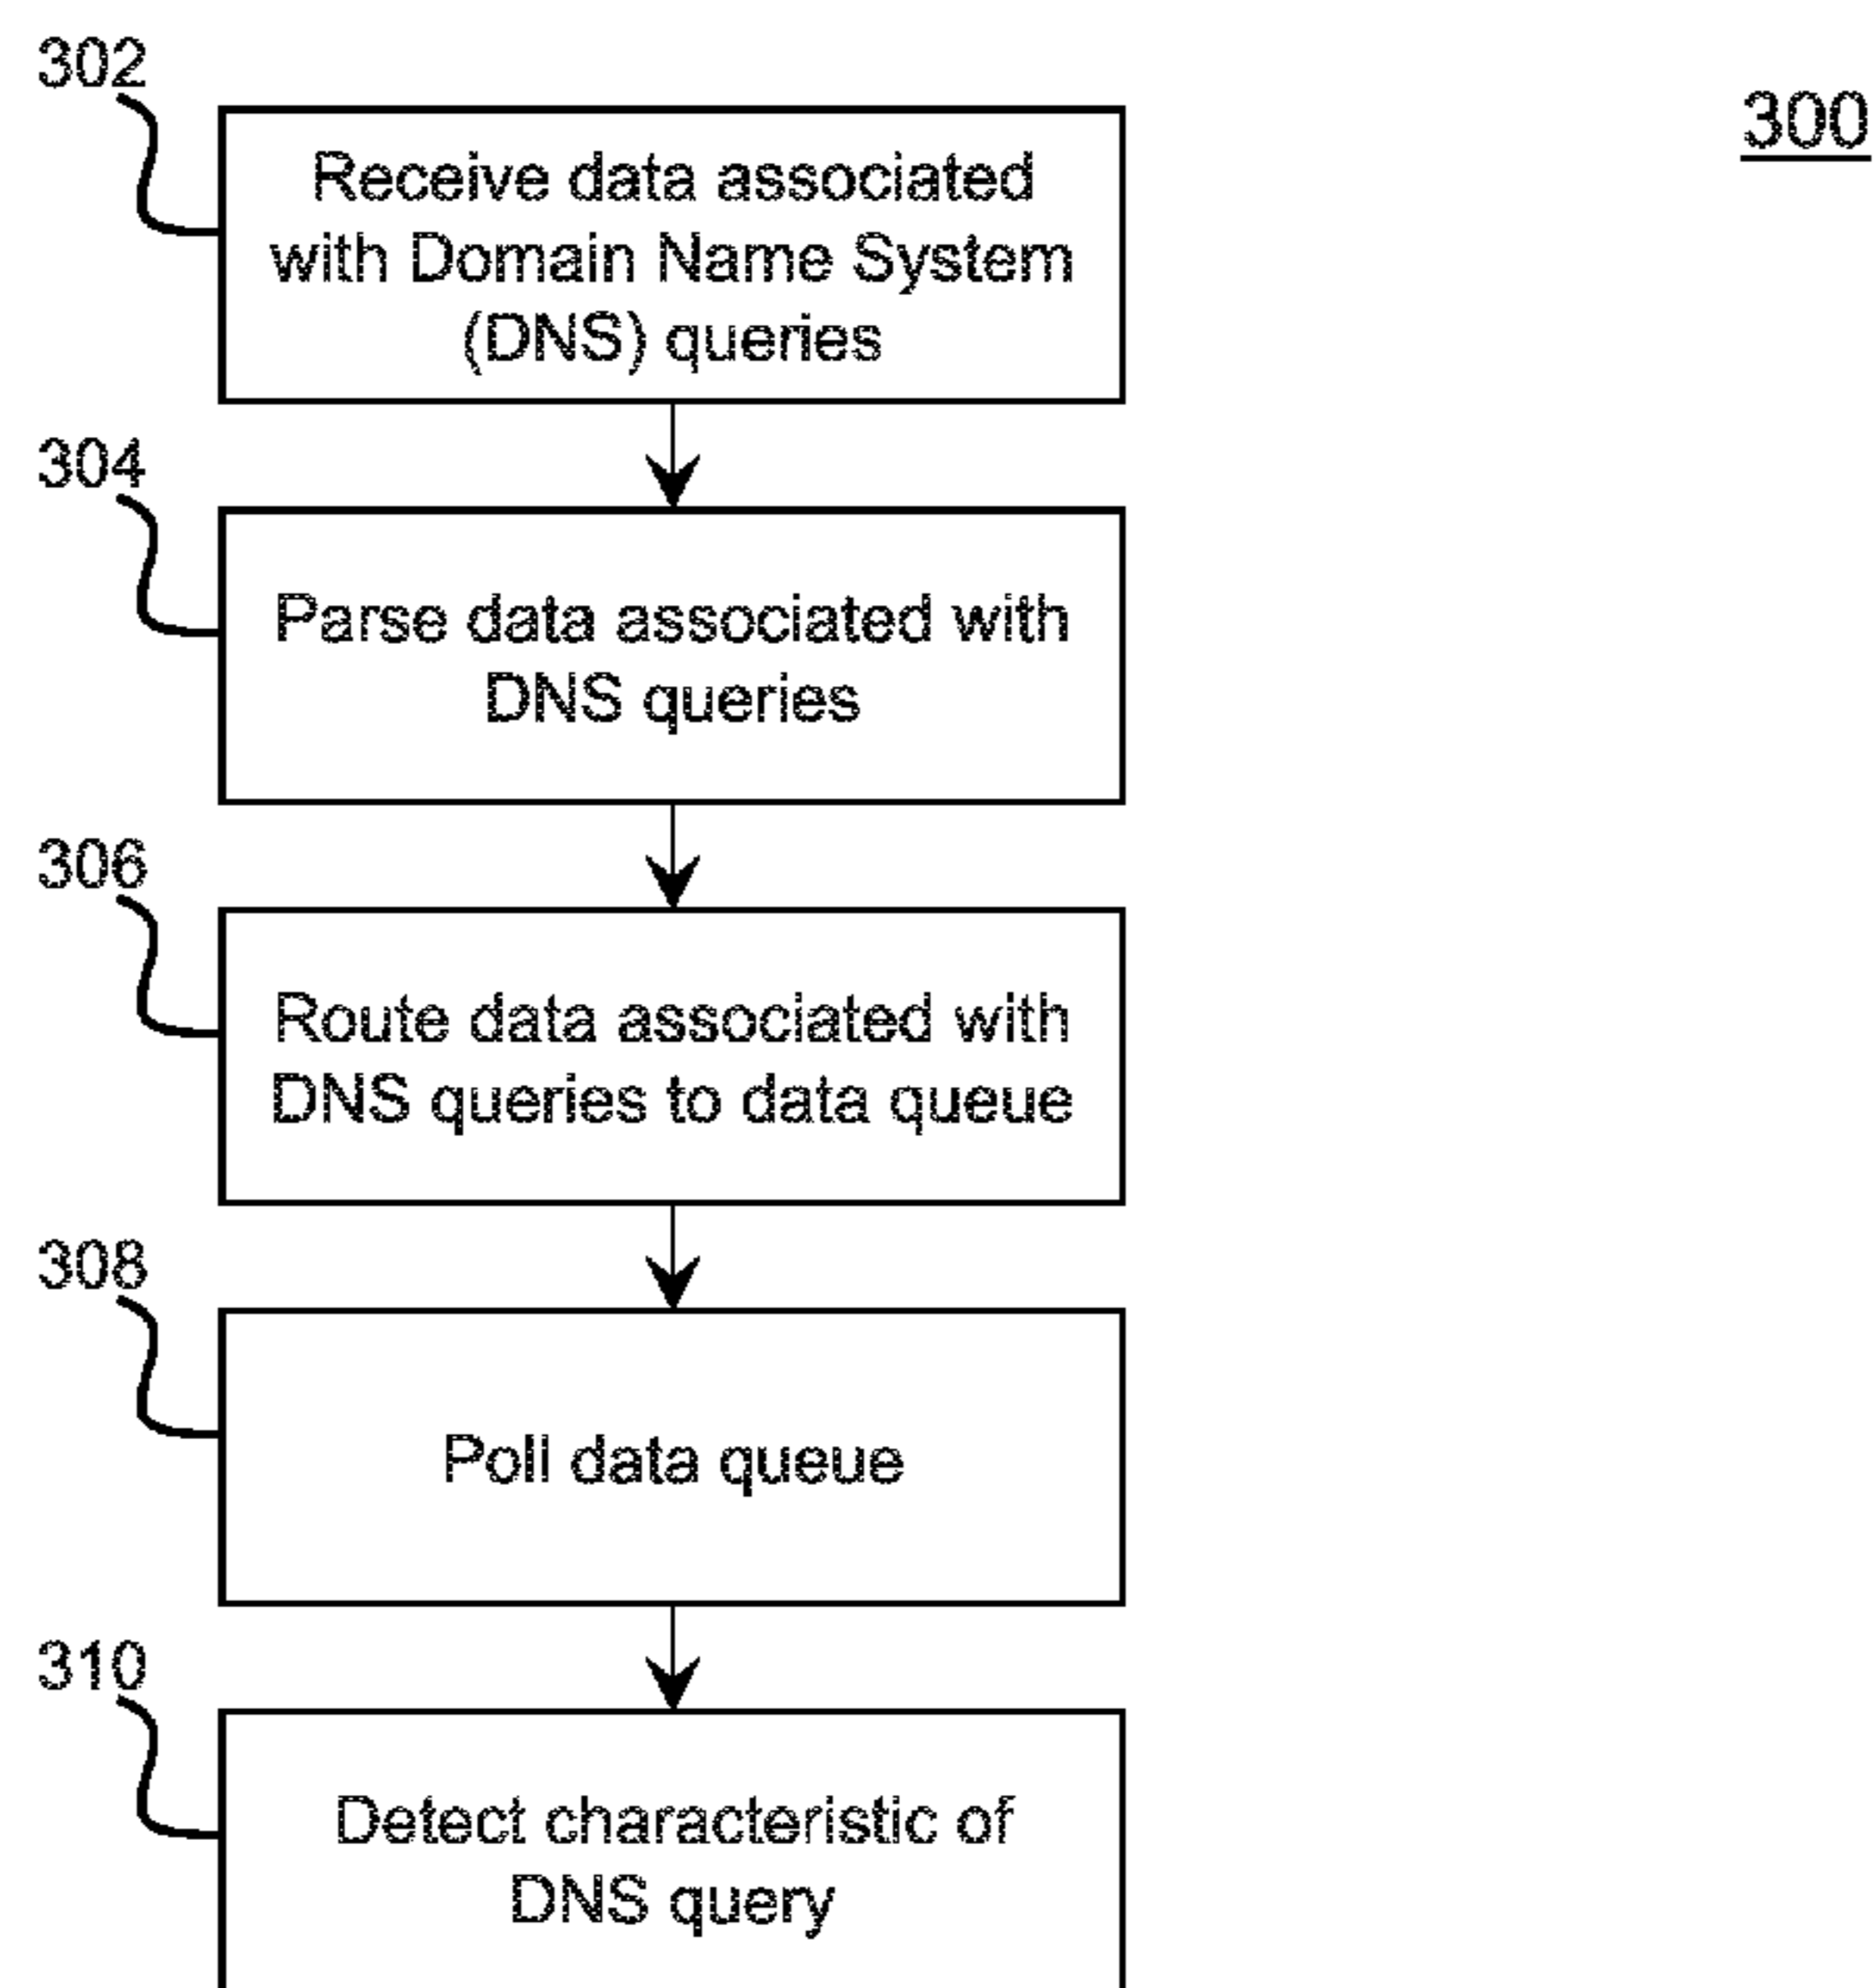 302
300
Receive data associated
with Domain Name System
(DNS) queries
304
Parse data associated with
DNS queries
306
Route data associated with
DNS queries to data queue
308
Poll data queue
310
Detect characteristic of
DNS query